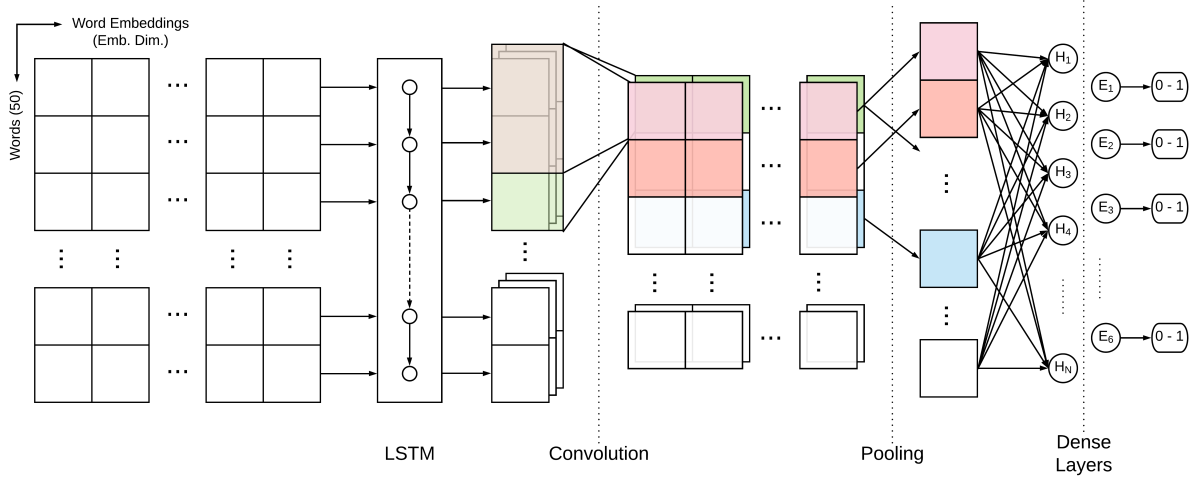 Word Embeddings
(Emb. Dim.)
Words (50)
H1
H2
H3
H4
HN
E1
0 - 1
E2
0 - 1
E3
0 - 1
E6
0 - 1
LSTM
Convolution
Pooling
Dense
Layers